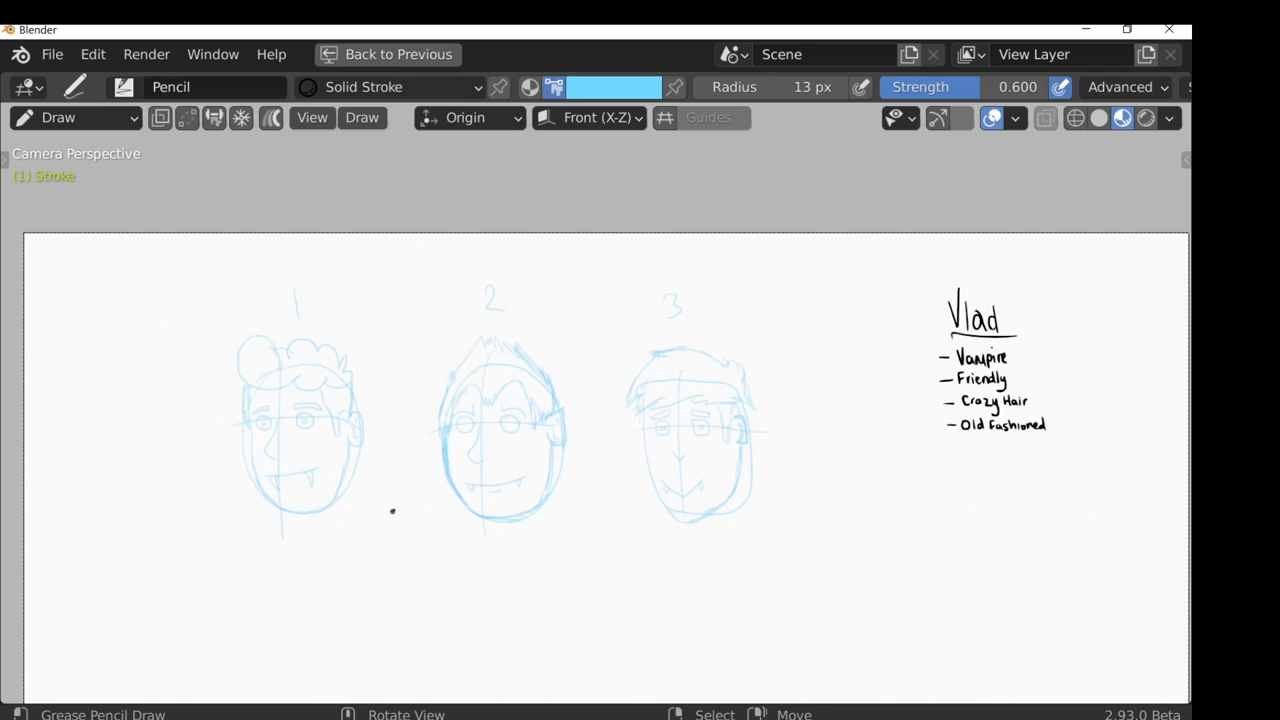 Blender
File Edit Render Window Help Back to Previous Scene View Layer
Pencil Solid Stroke Radius 13 px Strength 0.600 Advanced
Draw View Draw Origin Front (X-Z) Guides
Camera Perspective
(1) Stroke
1 2 3
Vlad
- Vampire
- Friendly
- Crazy Hair
- Old Fashioned
Grease Pencil Draw Rotate View Select Move 2.93.0 Beta